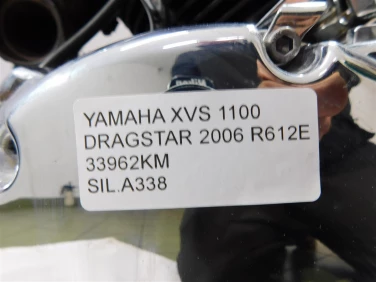 YAMAHA XVS 1100
DRAGSTAR 2006 R612E
33962KM
SIL.A338